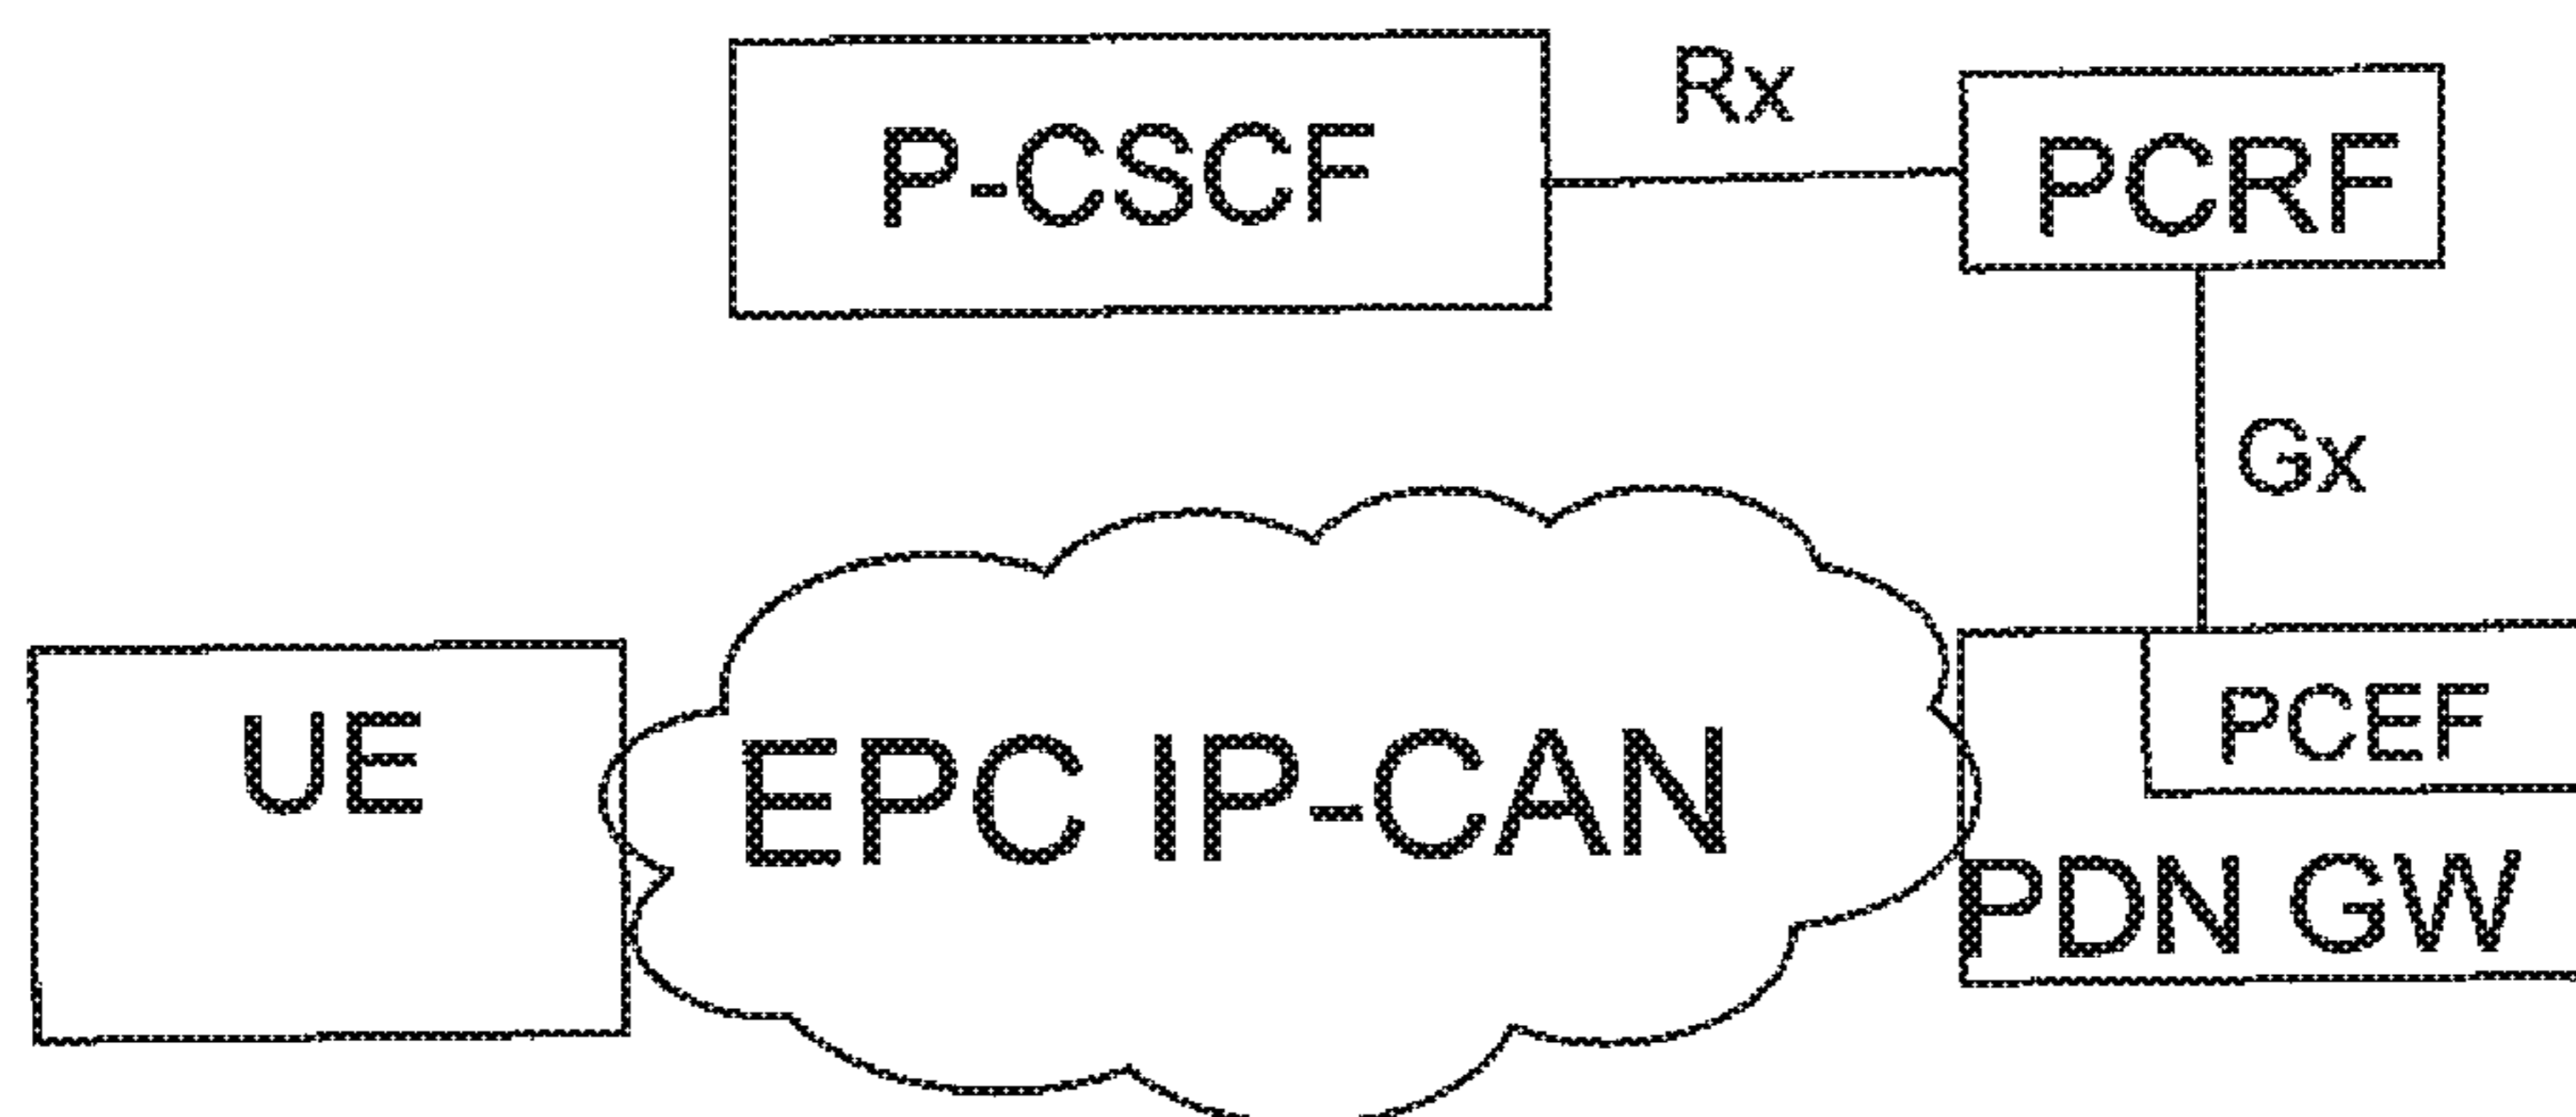 P-CSCF
Rx
PCRF
Gx
UE
EPC IP-CAN
PCEF
PDN GW